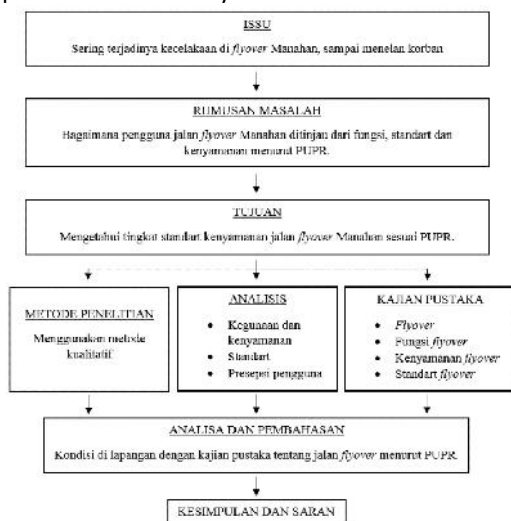 ISSU
Sering terjadinya kecelakaan di flyover Manahan, sampai menelan korban
RUMUSAN MASALAH
Bagaimana pengguna jalan flyover Manahan ditinjau dari fungsi, standart dan
kenyamanan menurut PUPR.
TUJUAN
Mengetahui tingkat standart kenyamanan jalan flyover Manahan sesuai PUPR.
METODE PENELITIAN
Menggunakan metode
kualitatif
ANALISIS
• Kegunaan dan
kenyamanan
• Standart
• Presepsi pengguna
KAJIAN PUSTAKA
• Flyover
• Fungsi flyover
• Kenyamanan flyover
• Standart flyover
ANALISA DAN PEMBAHASAN
Kondisi di lapangan dengan kajian pustaka tentang jalan flyover menurut PUPR.
KESIMPULAN DAN SARAN